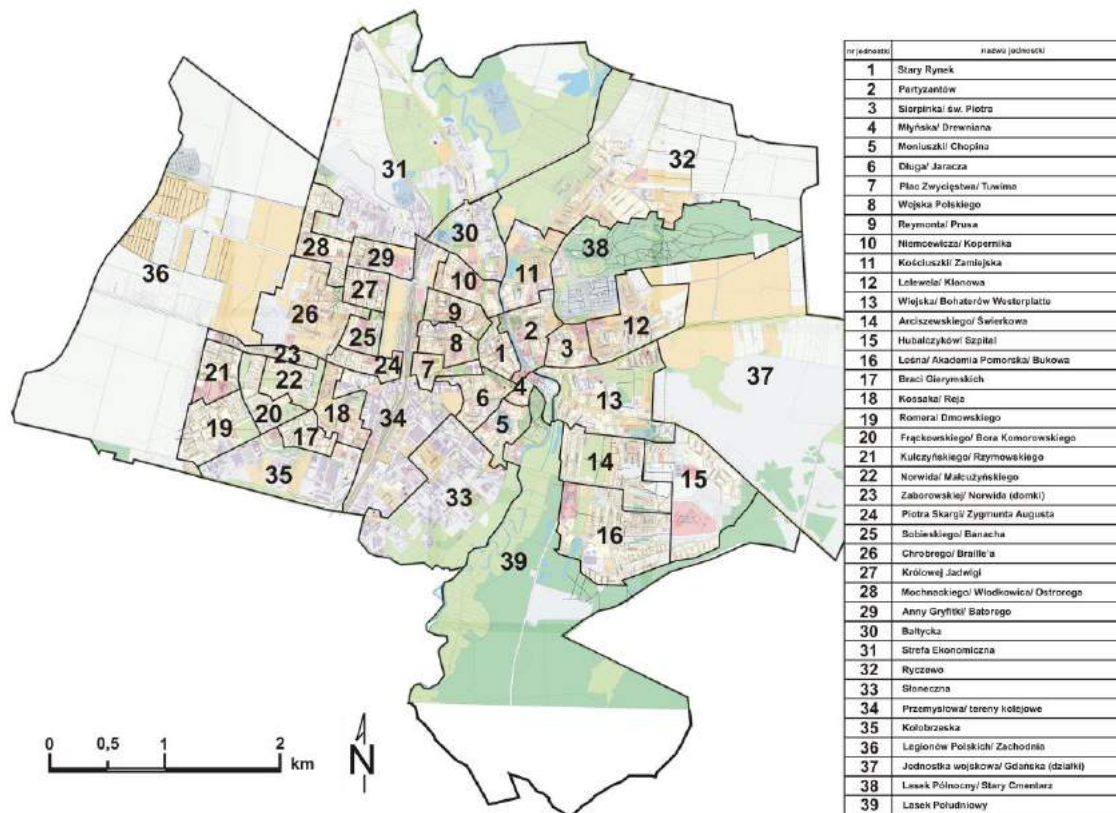 nr jednostki nazwa jednostki
1 Stary Rynek
2 Partyzantów
3 Sierpinka/ św. Piotra
4 Młyńska/ Drewniana
5 Moniuszki/ Chopina
6 Długa/ Jaracza
7 Plac Zwycięstwa/ Tuwima
8 Wojska Polskiego
9 Reymonta/ Prusa
10 Niemcewicza/ Kopernika
11 Kościuszki/ Zamiejska
12 Lelewela/ Klonowa
13 Wiejska/ Bohaterów Westerplatte
14 Arciszewskiego/ Świerkowa
15 Hubalczyków/ Szpital
16 Leśna/ Akademia Pomorska/ Bukowa
17 Braci Gierymskich
18 Kossaka/ Reja
19 Romera/ Dmowskiego
20 Frąckowskiego/ Bora Komorowskiego
21 Kulczyńskiego/ Rzymowskiego
22 Norwida/ Małcużyńskiego
23 Zaborowskiej/ Norwida (domki)
24 Piotra Skargi/ Zygmunta Augusta
25 Sobieskiego/ Banacha
26 Chrobrego/ Braille'a
27 Królowej Jadwigi
28 Mochnackiego/ Włodkowica/ Ostroroga
29 Anny Gryfitki/ Batorego
30 Bałtycka
31 Strefa Ekonomiczna
32 Ryczewo
33 Słoneczna
34 Przemysłowa/ tereny kolejowe
35 Kołobrzeska
36 Legionów Polskich/ Zachodnia
37 Jednostka wojskowa/ Gdańska (działki)
38 Lasek Północny/ Stary Cmentarz
39 Lasek Południowy
31
32
30
38
28
29
11
36
10
27
26
9
12
25
2
8
3
1
23
24
7
21
22
37
4
6
13
18
34
20
5
19
17
14
15
35
33
16
39
0 0,5 1 2
km
N